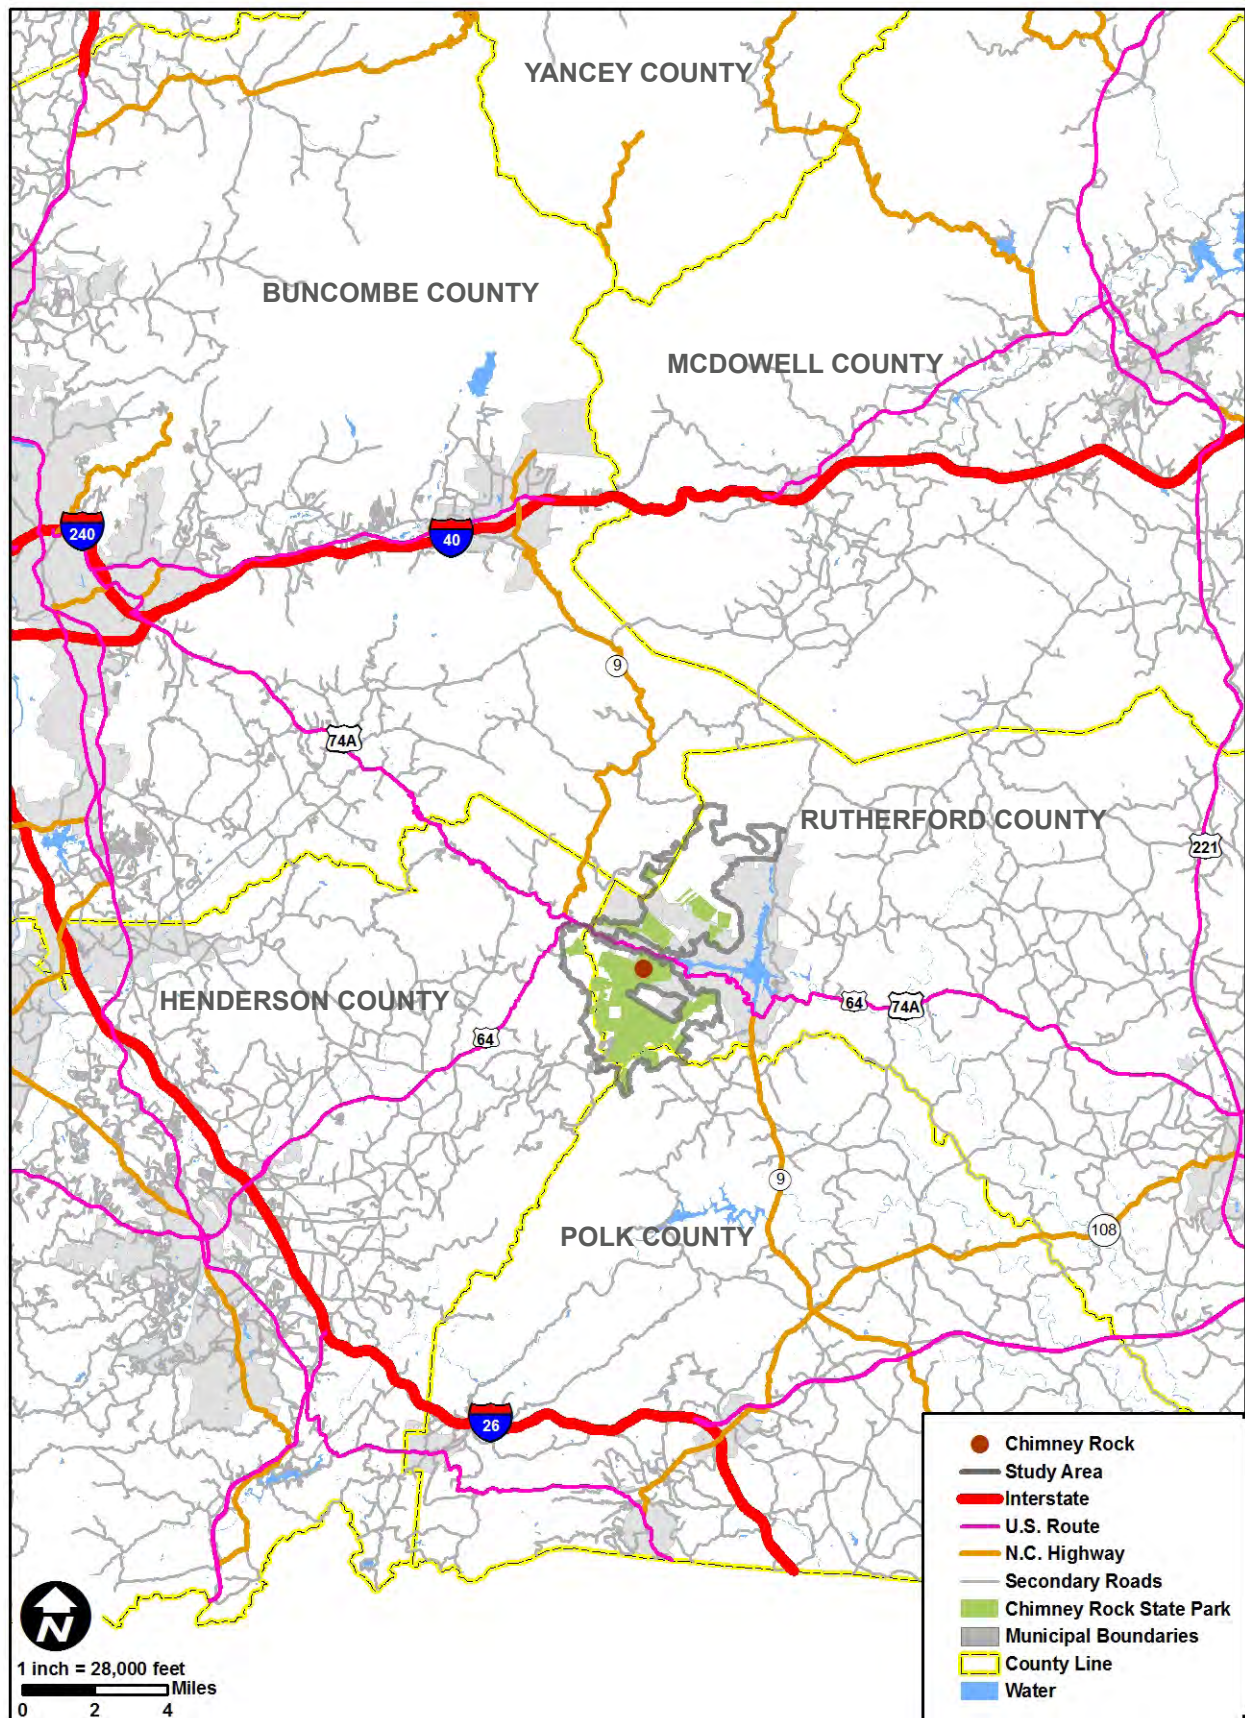 YANCEY COUNTY
BUNCOMBE COUNTY
MCDOWELL COUNTY
240
40
9
74A
RUTHERFORD COUNTY
221
HENDERSON COUNTY
64
64
74A
9
POLK COUNTY
108
26
Chimney Rock
Study Area
Interstate
U.S. Route
N.C. Highway
Secondary Roads
Chimney Rock State Park
Municipal Boundaries
County Line
Water
N
1 inch = 28,000 feet
Miles
0 2 4